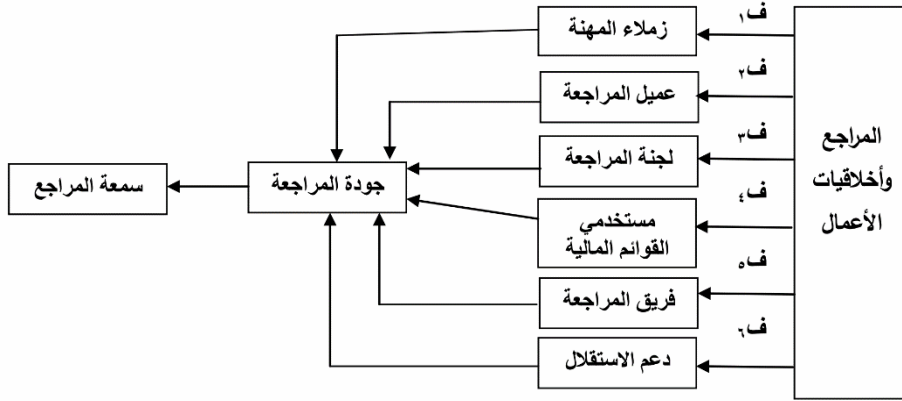 ف١
زملاء المهنة
ف٢
عميل المراجعة
ف٣
لجنة المراجعة
ف٤
مستخدمي
القوائم المالية
ف٥
فريق المراجعة
ف٦
دعم الاستقلال
المراجع
وأخلاقيات
الأعمال
جودة المراجعة
سمعة المراجع